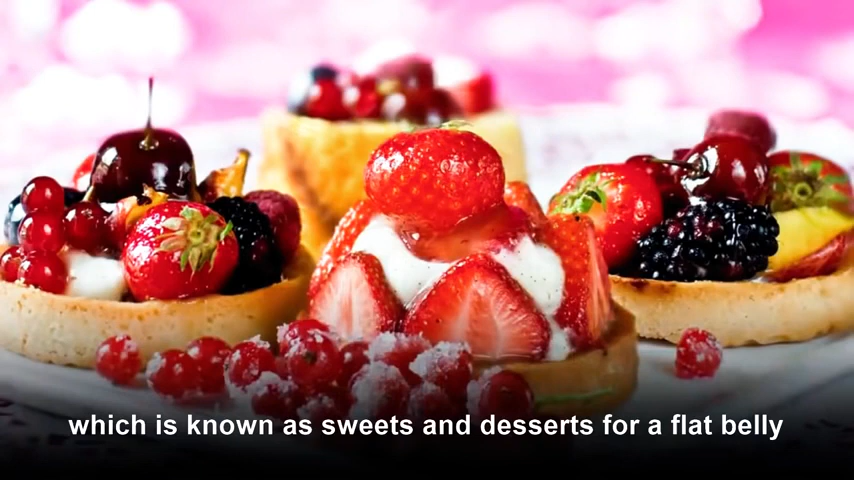 which is known as sweets and desserts for a flat belly